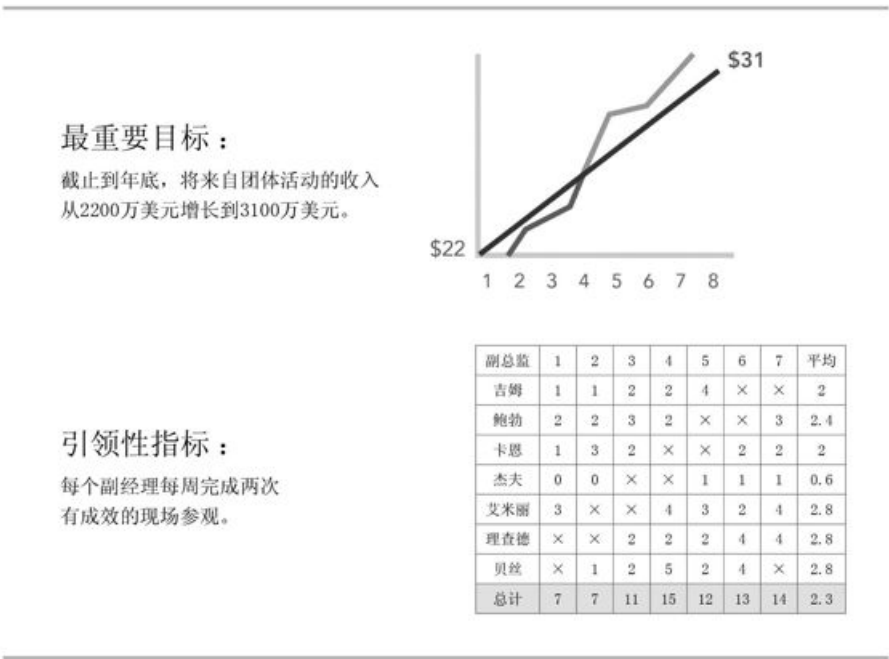 最重要目标：
截止到年底，将来自团体活动的收入
从2200万美元增长到3100万美元。
$31
$22
1 2 3 4 5 6 7 8
引领性指标：
每个副经理每周完成两次
有成效的现场参观。
副总监 1 2 3 4 5 6 7 平均
吉姆 1 1 2 2 4 × × 2
鲍勃 2 2 3 2 × × 3 2.4
卡恩 1 3 2 × × 2 2 2
杰夫 0 0 × × 1 1 1 0.6
艾米丽 3 × × 4 3 2 4 2.8
理查德 × × 2 2 2 4 4 2.8
贝丝 × 1 2 5 2 4 × 2.8
总计 7 7 11 15 12 13 14 2.3